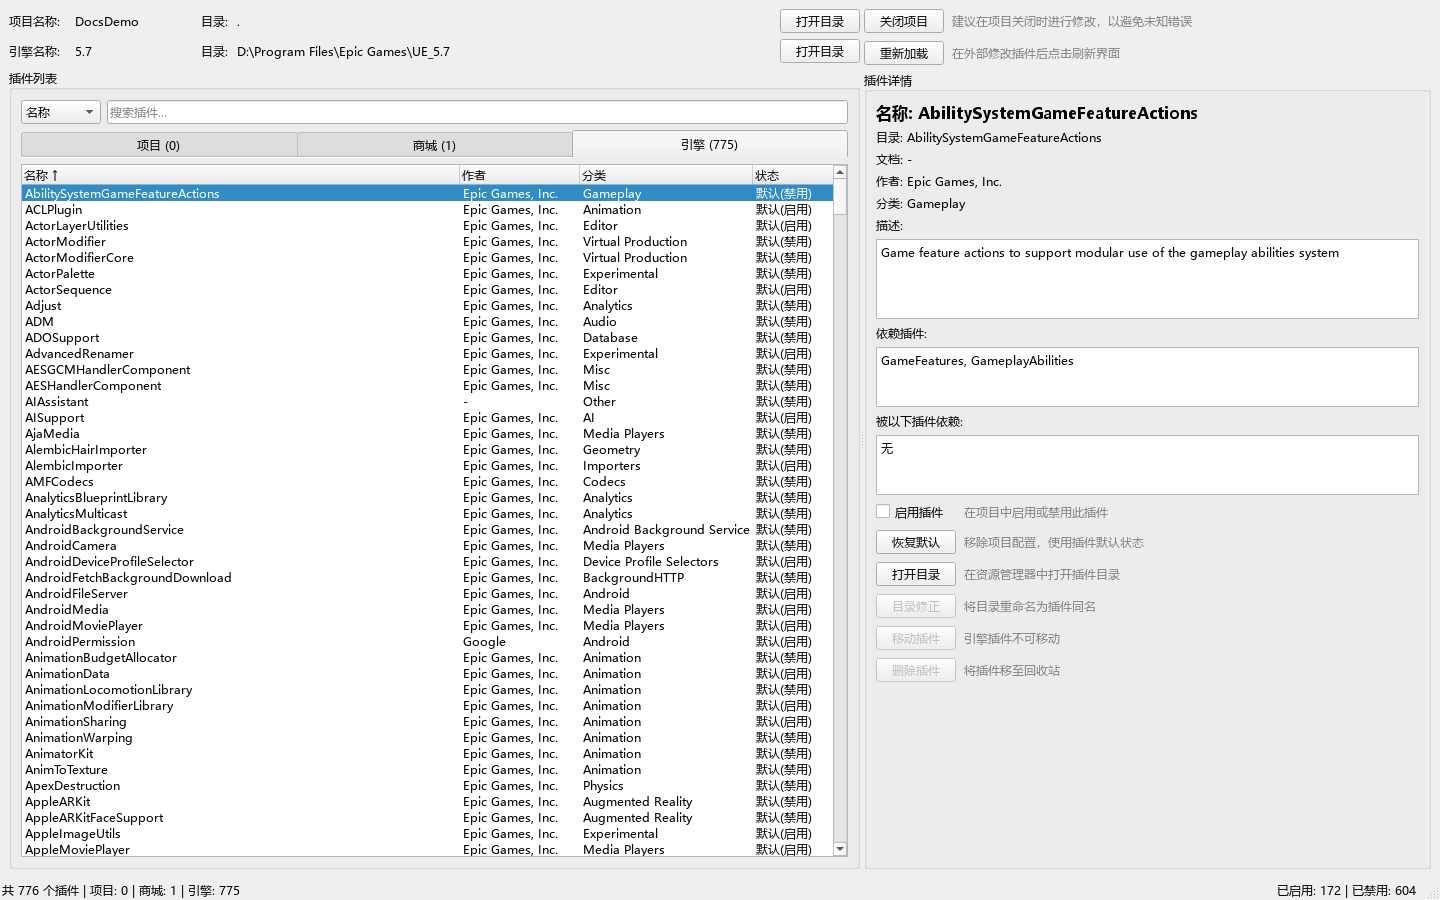 项目名称: DocsDemo 目录: . 打开目录 关闭项目 建议在项目关闭时进行修改，以避免未知错误
引擎名称: 5.7 目录: D:\Program Files\Epic Games\UE_5.7 打开目录 重新加载 在外部修改插件后点击刷新界面
插件列表
名称 搜索插件...
项目 (0) 商城 (1) 引擎 (775)
名称 ↑ 作者 分类 状态
AbilitySystemGameFeatureActions Epic Games, Inc. Gameplay 默认(禁用)
ACLPlugin Epic Games, Inc. Animation 默认(启用)
ActorLayerUtilities Epic Games, Inc. Editor 默认(启用)
ActorModifier Epic Games, Inc. Virtual Production 默认(禁用)
ActorModifierCore Epic Games, Inc. Virtual Production 默认(禁用)
ActorPalette Epic Games, Inc. Experimental 默认(禁用)
ActorSequence Epic Games, Inc. Editor 默认(启用)
Adjust Epic Games, Inc. Analytics 默认(禁用)
ADM Epic Games, Inc. Audio 默认(禁用)
ADOSupport Epic Games, Inc. Database 默认(禁用)
AdvancedRenamer Epic Games, Inc. Experimental 默认(启用)
AESGCMHandlerComponent Epic Games, Inc. Misc 默认(禁用)
AESHandlerComponent Epic Games, Inc. Misc 默认(禁用)
AIAssistant - Other 默认(禁用)
AISupport Epic Games, Inc. AI 默认(启用)
AjaMedia Epic Games, Inc. Media Players 默认(禁用)
AlembicHairImporter Epic Games, Inc. Geometry 默认(禁用)
AlembicImporter Epic Games, Inc. Importers 默认(启用)
AMFCodecs Epic Games, Inc. Codecs 默认(禁用)
AnalyticsBlueprintLibrary Epic Games, Inc. Analytics 默认(禁用)
AnalyticsMulticast Epic Games, Inc. Analytics 默认(禁用)
AndroidBackgroundService Epic Games, Inc. Android Background Service 默认(禁用)
AndroidCamera Epic Games, Inc. Media Players 默认(禁用)
AndroidDeviceProfileSelector Epic Games, Inc. Device Profile Selectors 默认(启用)
AndroidFetchBackgroundDownload Epic Games, Inc. BackgroundHTTP 默认(禁用)
AndroidFileServer Epic Games, Inc. Android 默认(启用)
AndroidMedia Epic Games, Inc. Media Players 默认(启用)
AndroidMoviePlayer Epic Games, Inc. Media Players 默认(启用)
AndroidPermission Google Android 默认(启用)
AnimationBudgetAllocator Epic Games, Inc. Animation 默认(禁用)
AnimationData Epic Games, Inc. Animation 默认(启用)
AnimationLocomotionLibrary Epic Games, Inc. Animation 默认(禁用)
AnimationModifierLibrary Epic Games, Inc. Animation 默认(启用)
AnimationSharing Epic Games, Inc. Animation 默认(启用)
AnimationWarping Epic Games, Inc. Animation 默认(禁用)
AnimatorKit Epic Games, Inc. Animation 默认(禁用)
AnimToTexture Epic Games, Inc. Animation 默认(禁用)
ApexDestruction Epic Games, Inc. Physics 默认(禁用)
AppleARKit Epic Games, Inc. Augmented Reality 默认(禁用)
AppleARKitFaceSupport Epic Games, Inc. Augmented Reality 默认(禁用)
AppleImageUtils Epic Games, Inc. Experimental 默认(启用)
AppleMoviePlayer Epic Games, Inc. Media Players 默认(启用)
插件详情
名称: AbilitySystemGameFeatureActions
目录: AbilitySystemGameFeatureActions
文档: -
作者: Epic Games, Inc.
分类: Gameplay
描述:
Game feature actions to support modular use of the gameplay abilities system
依赖插件:
GameFeatures, GameplayAbilities
被以下插件依赖:
无
启用插件 在项目中启用或禁用此插件
恢复默认 移除项目配置，使用插件默认状态
打开目录 在资源管理器中打开插件目录
目录修正 将目录重命名为插件同名
移动插件 引擎插件不可移动
删除插件 将插件移至回收站
共 776 个插件 | 项目: 0 | 商城: 1 | 引擎: 775 已启用: 172 | 已禁用: 604